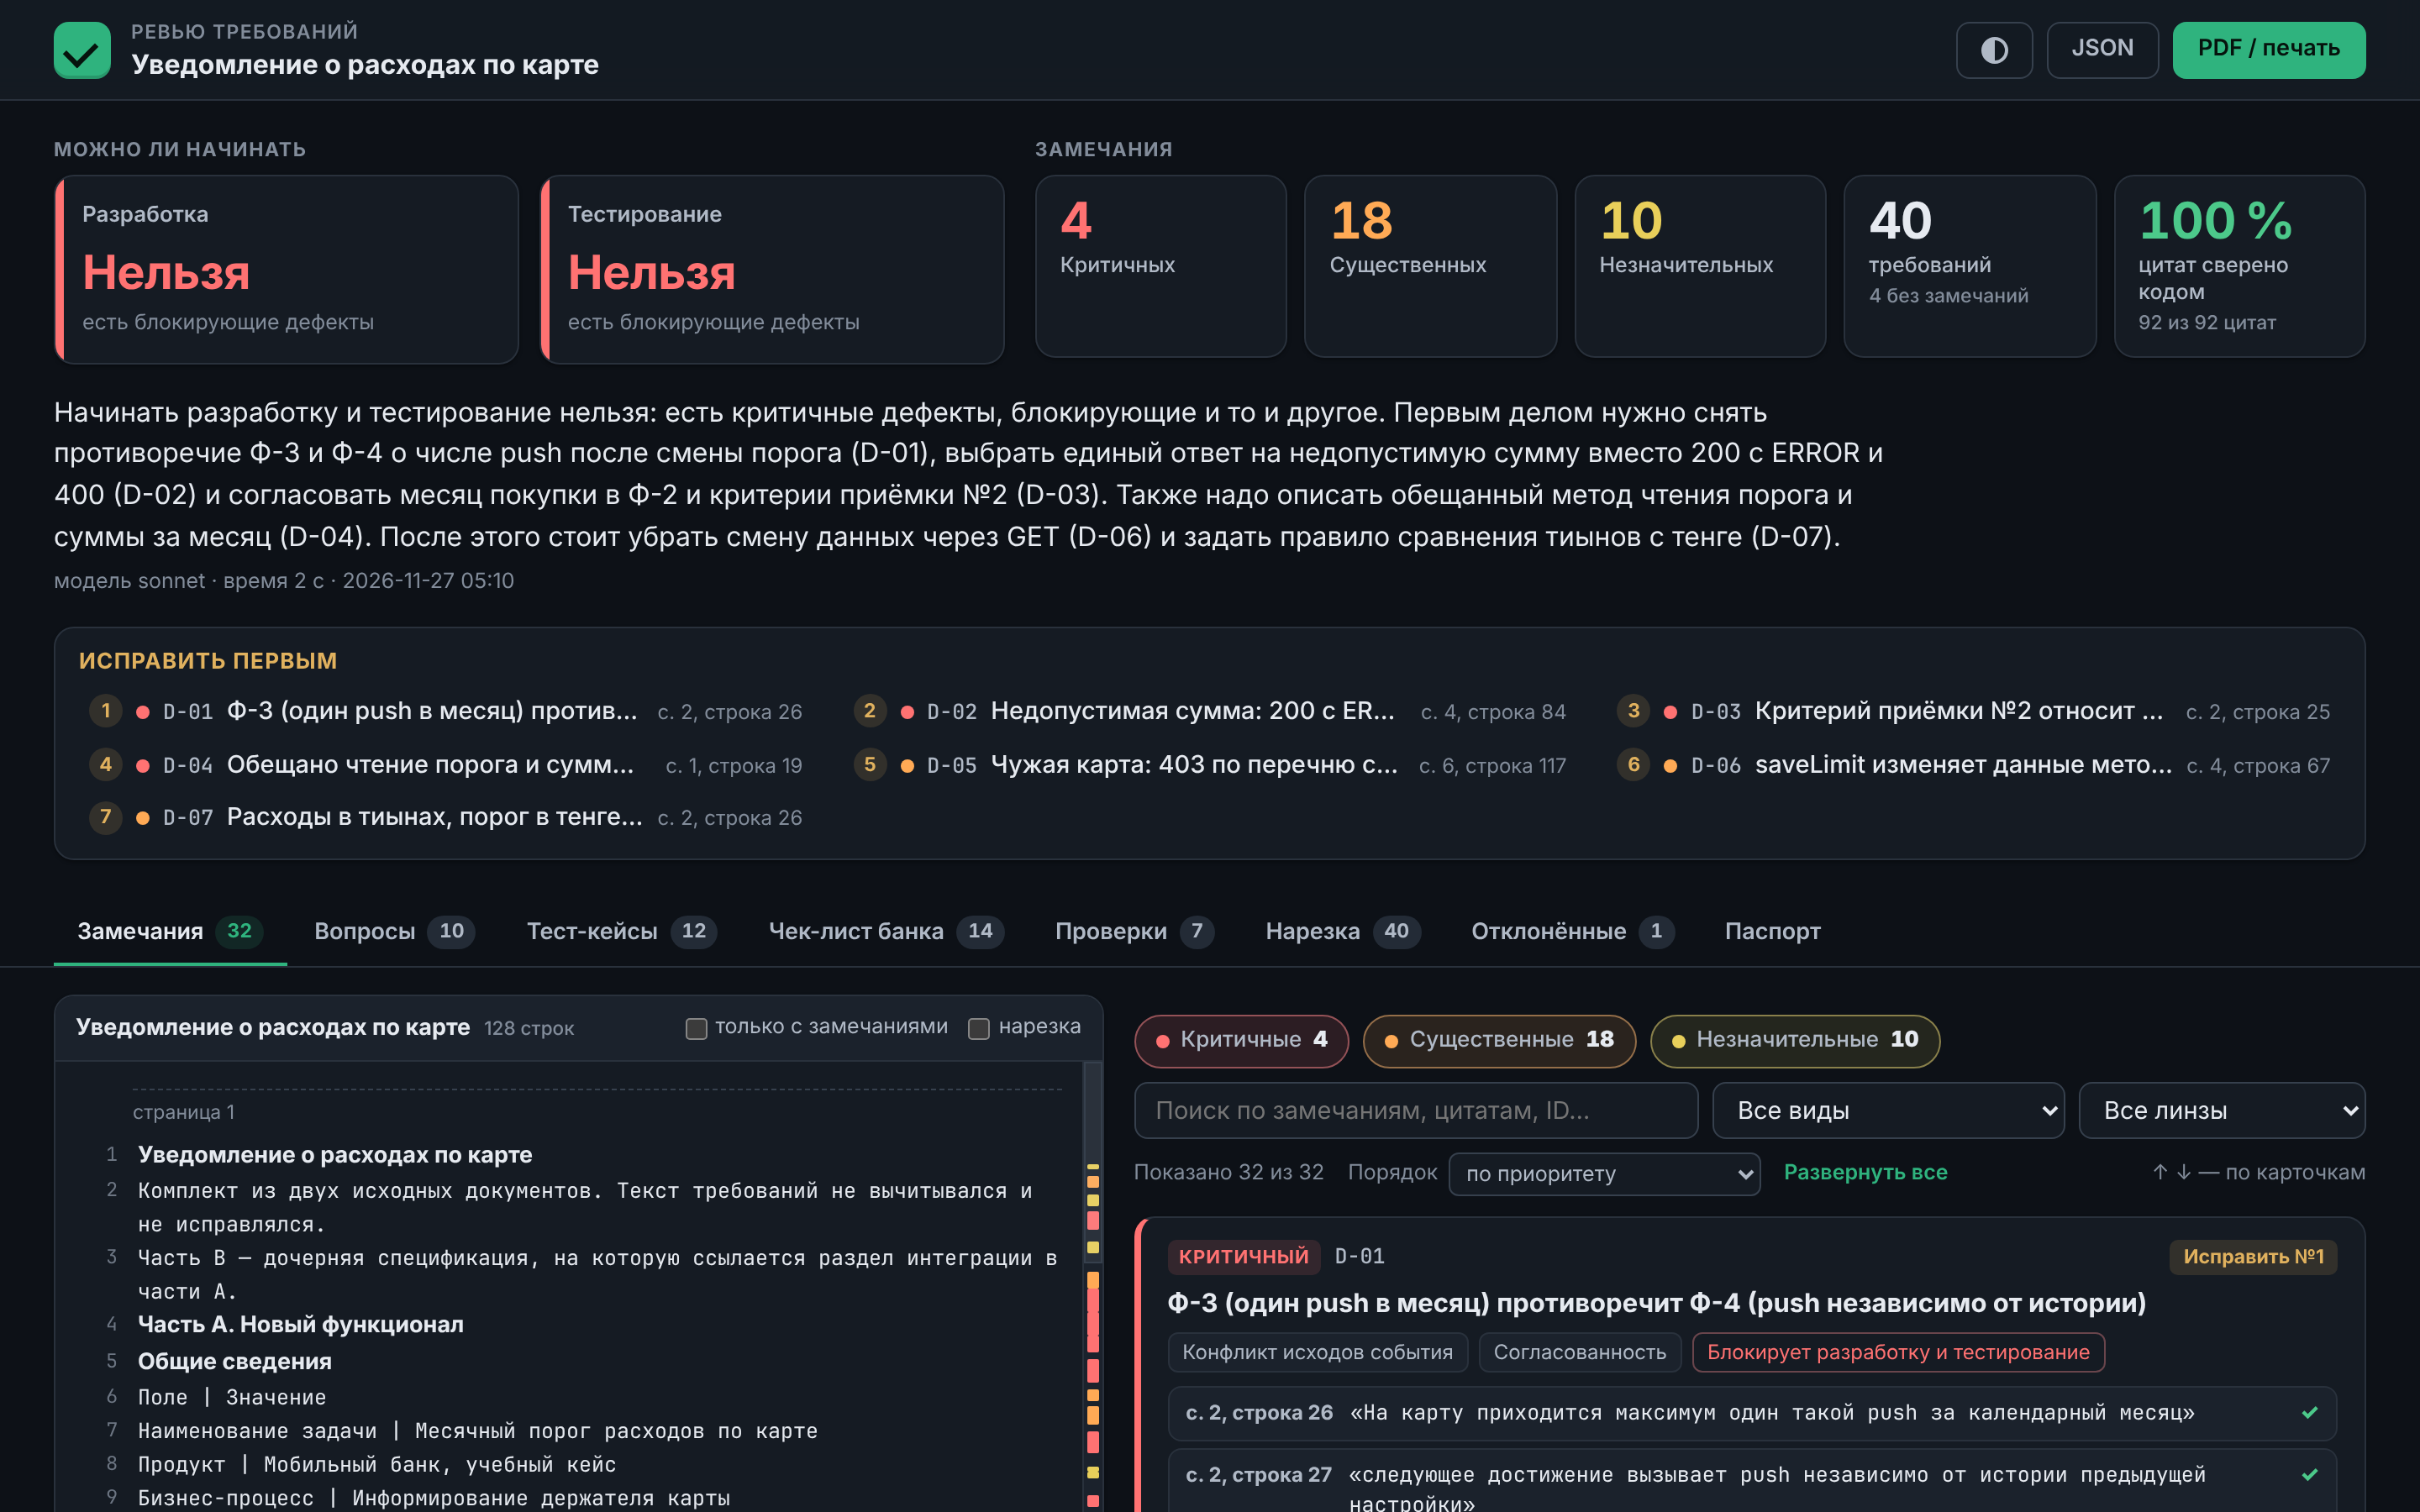 РЕВЬЮ ТРЕБОВАНИЙ
Уведомление о расходах по карте
JSON
PDF / печать
МОЖНО ЛИ НАЧИНАТЬ
Разработка
Нельзя
есть блокирующие дефекты
Тестирование
Нельзя
есть блокирующие дефекты
ЗАМЕЧАНИЯ
4
Критичных
18
Существенных
10
Незначительных
40
требований
4 без замечаний
100 %
цитат сверено
кодом
92 из 92 цитат
Начинать разработку и тестирование нельзя: есть критичные дефекты, блокирующие и то и другое. Первым делом нужно снять
противоречие Ф-3 и Ф-4 о числе push после смены порога (D-01), выбрать единый ответ на недопустимую сумму вместо 200 с ERROR и
400 (D-02) и согласовать месяц покупки в Ф-2 и критерии приёмки №2 (D-03). Также надо описать обещанный метод чтения порога и
суммы за месяц (D-04). После этого стоит убрать смену данных через GET (D-06) и задать правило сравнения тиынов с тенге (D-07).
модель sonnet · время 2 с · 2026-11-27 05:10
ИСПРАВИТЬ ПЕРВЫМ
1 D-01 Ф-3 (один push в месяц) против... с. 2, строка 26
2 D-02 Недопустимая сумма: 200 с ER... с. 4, строка 84
3 D-03 Критерий приёмки №2 относит ... с. 2, строка 25
4 D-04 Обещано чтение порога и сумм... с. 1, строка 19
5 D-05 Чужая карта: 403 по перечню с... с. 6, строка 117
6 D-06 saveLimit изменяет данные мето... с. 4, строка 67
7 D-07 Расходы в тиынах, порог в тенге... с. 2, строка 26
Замечания 32 Вопросы 10 Тест-кейсы 12 Чек-лист банка 14 Проверки 7 Нарезка 40 Отклонённые 1 Паспорт
Уведомление о расходах по карте 128 строк только с замечаниями нарезка
страница 1
1 Уведомление о расходах по карте
2 Комплект из двух исходных документов. Текст требований не вычитывался и
не исправлялся.
3 Часть B — дочерняя спецификация, на которую ссылается раздел интеграции в
части A.
4 Часть A. Новый функционал
5 Общие сведения
6 Поле | Значение
7 Наименование задачи | Месячный порог расходов по карте
8 Продукт | Мобильный банк, учебный кейс
9 Бизнес-процесс | Информирование держателя карты
Критичные 4 Существенные 18 Незначительные 10
Поиск по замечаниям, цитатам, ID... Все виды Все линзы
Показано 32 из 32 Порядок по приоритету Развернуть все ↑ ↓ — по карточкам
КРИТИЧНЫЙ D-01 Исправить №1
Ф-3 (один push в месяц) противоречит Ф-4 (push независимо от истории)
Конфликт исходов события Согласованность Блокирует разработку и тестирование
с. 2, строка 26 «На карту приходится максимум один такой push за календарный месяц»
с. 2, строка 27 «следующее достижение вызывает push независимо от истории предыдущей
настройки»